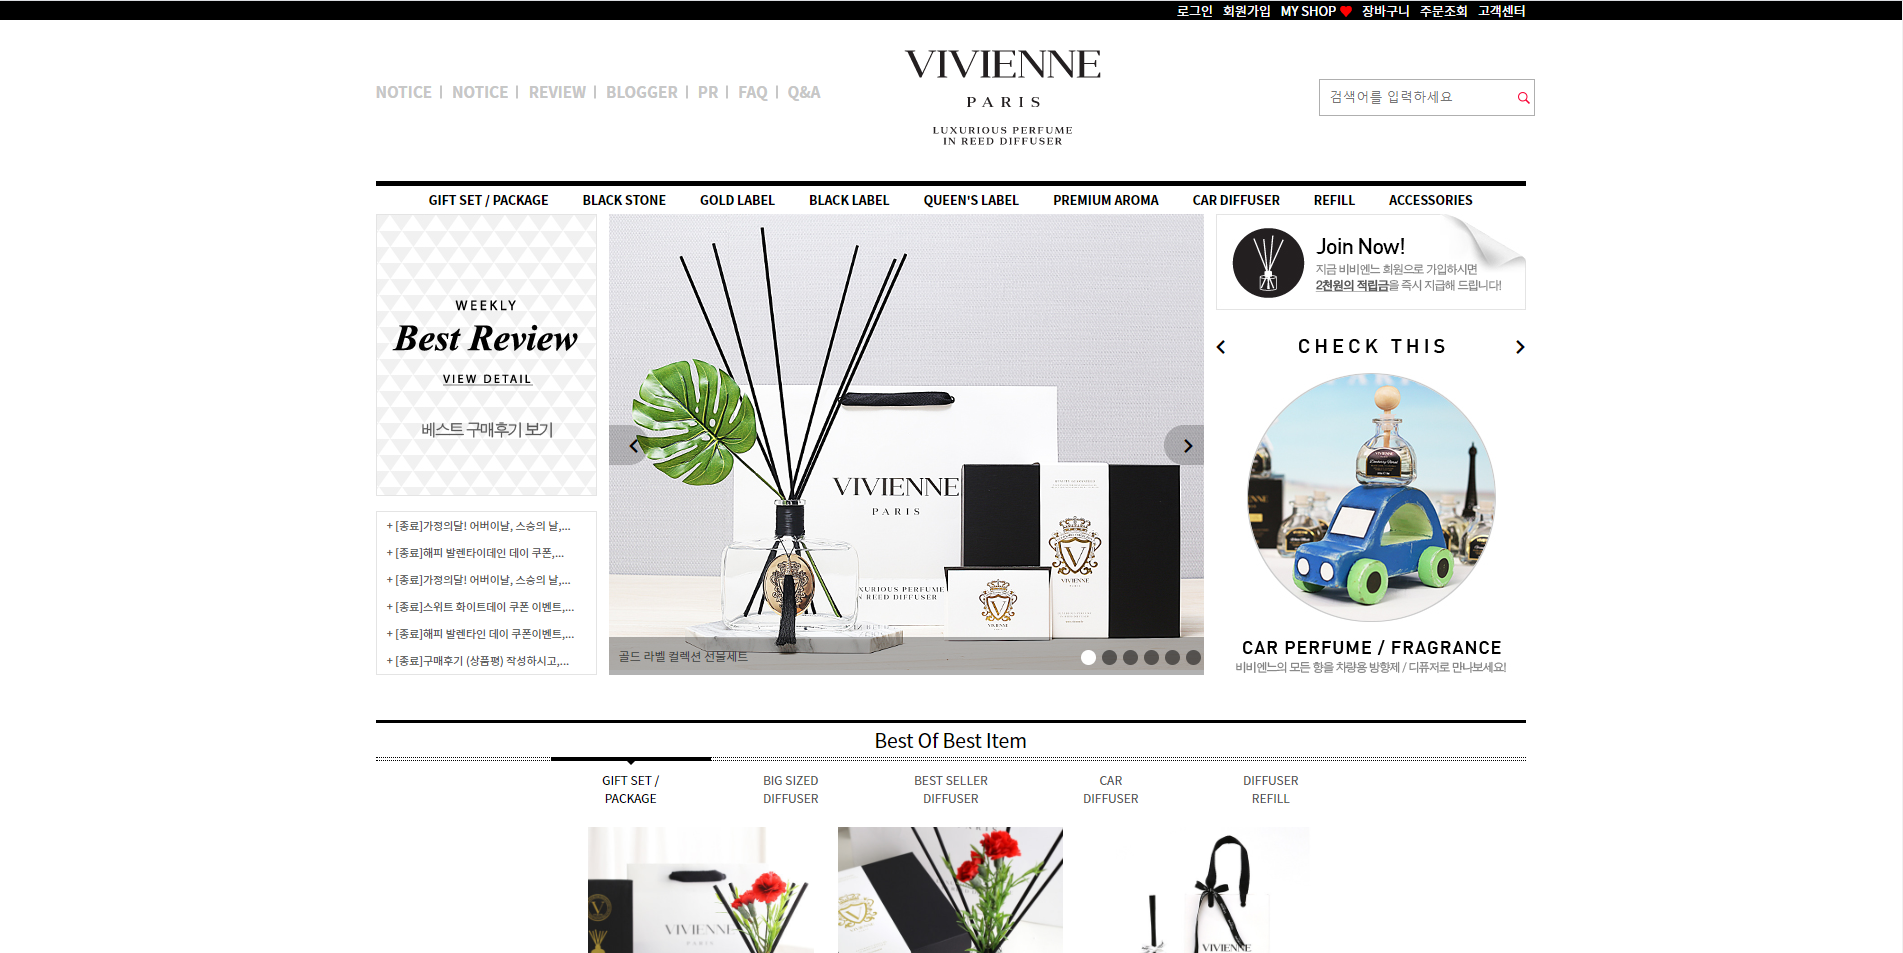 로그인 회원가입 MY SHOP 장바구니 주문조회 고객센터
NOTICE | NOTICE | REVIEW | BLOGGER | PR | FAQ | Q&A
VIVIENNE
PARIS
LUXURIOUS PERFUME
IN REED DIFFUSER
검색어를 입력하세요
GIFT SET / PACKAGE BLACK STONE GOLD LABEL BLACK LABEL QUEEN'S LABEL PREMIUM AROMA CAR DIFFUSER REFILL ACCESSORIES
WEEKLY
Best Review
VIEW DETAIL
베스트 구매후기 보기
+ [종료]가정의달! 어버이날, 스승의 날,...
+ [종료]해피 발렌타이데인 데이 쿠폰,...
+ [종료]가정의달! 어버이날, 스승의 날,...
+ [종료]스위트 화이트데이 쿠폰 이벤트,...
+ [종료]해피 발렌타인 데이 쿠폰이벤트,...
+ [종료]구매후기 (상품평) 작성하시고,...
VIVIENNE
PARIS
XURIOUS PERFUME
N REED DIFFUSER
V
VIVIENNE
VIVIENNE
골드 라벨 컬렉션 선물세트
Join Now!
지금 비비엔느 회원으로 가입하시면
2천원의 적립금을 즉시 지급해 드립니다!
CHECK THIS
VIVIENNE
CAR PERFUME / FRAGRANCE
비비엔느의 모든 향을 차량용 방향제 / 디퓨저로 만나보세요!
Best Of Best Item
GIFT SET /
PACKAGE
BIG SIZED
DIFFUSER
BEST SELLER
DIFFUSER
CAR
DIFFUSER
DIFFUSER
REFILL
VIVIENNE
PARIS
VIVIENNE